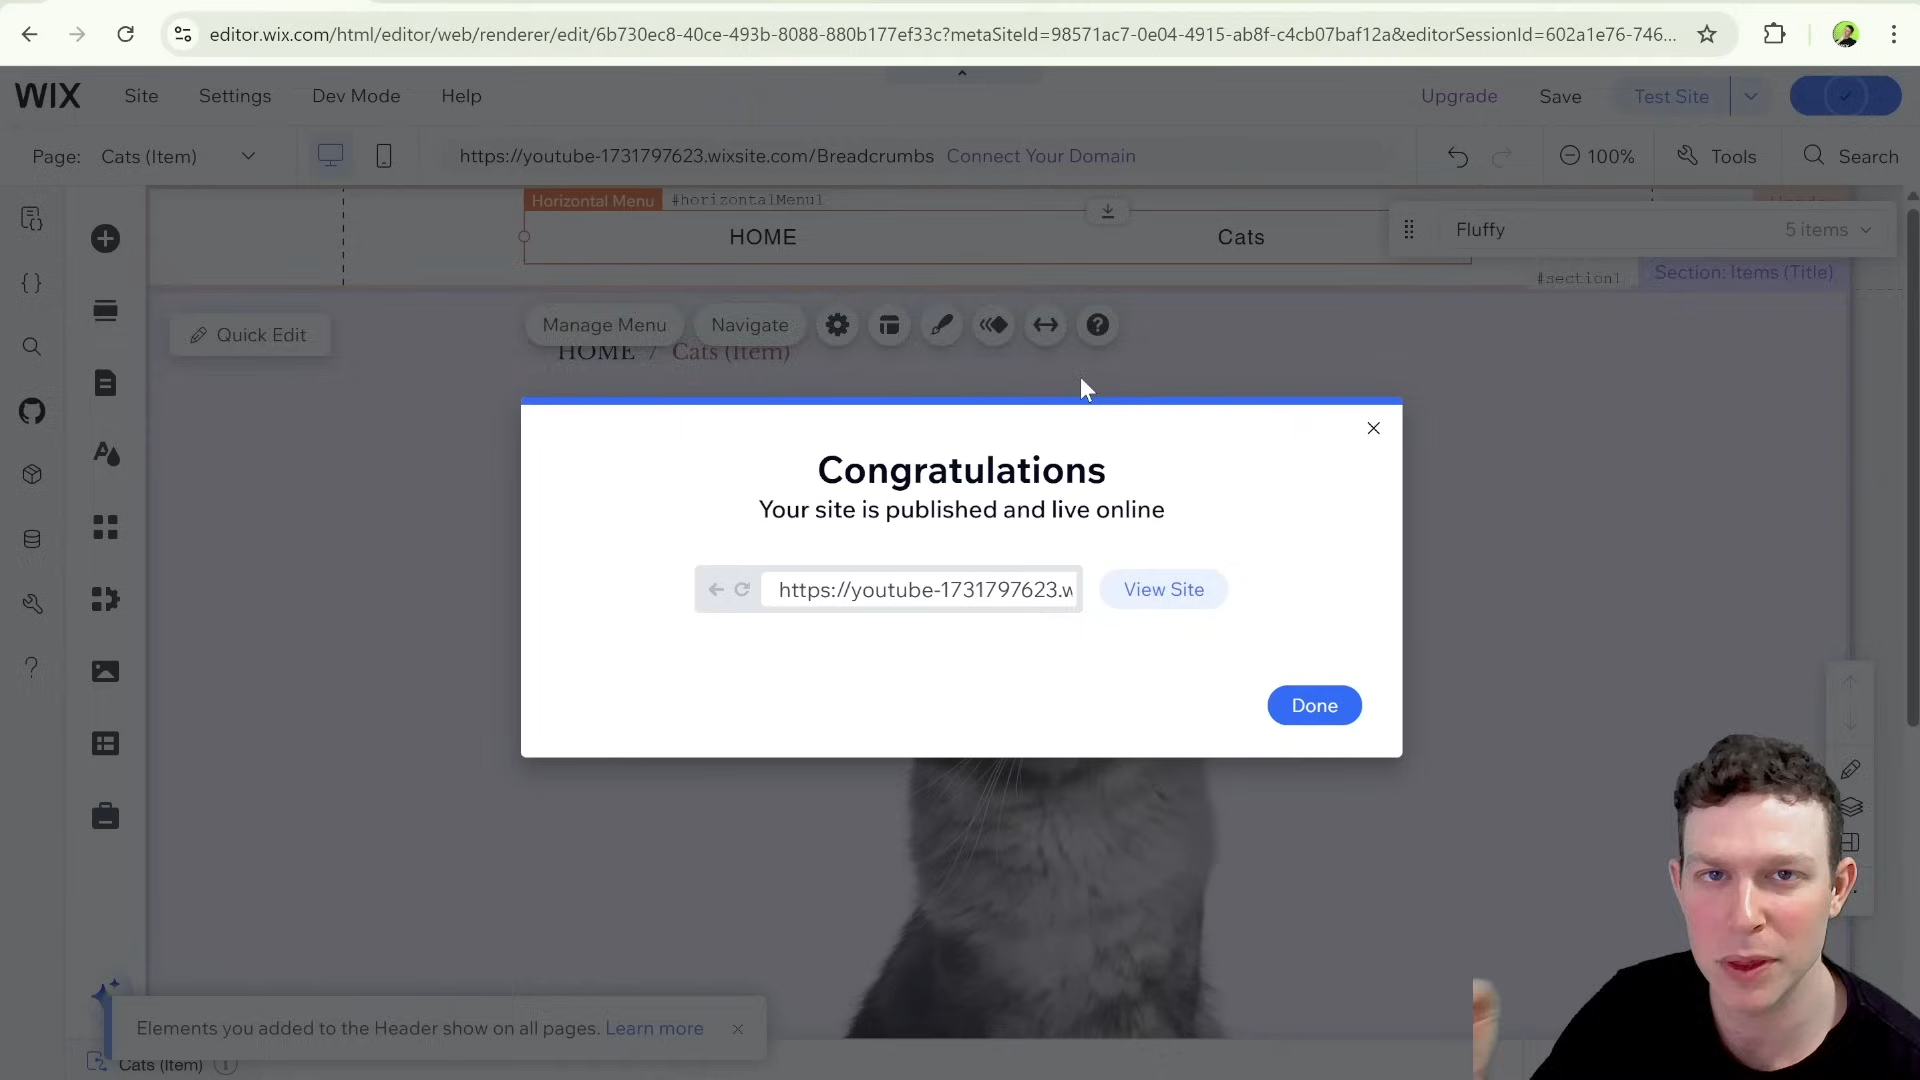 editor.wix.com/html/editor/web/renderer/edit/6b730ec8-40ce-493b-8088-880b177ef33c?metaSiteId=98571ac7-0e04-4915-ab8f-c4cb07baf12a&editorSessionId=602a1e76-746...
WIX Site Settings Dev Mode Help Upgrade Save Test Site
Page: Cats (Item) https://youtube-1731797623.wixsite.com/Breadcrumbs Connect Your Domain 100% Tools Search
Horizontal Menu #horizontalMenu1
HOME Cats Fluffy 5 items
#section1 Section: Items (Title)
Quick Edit Manage Menu Navigate
HOME / Cats (Item)
Congratulations
Your site is published and live online
https://youtube-1731797623.w View Site
Done
Elements you added to the Header show on all pages. Learn more
Cats (Item)